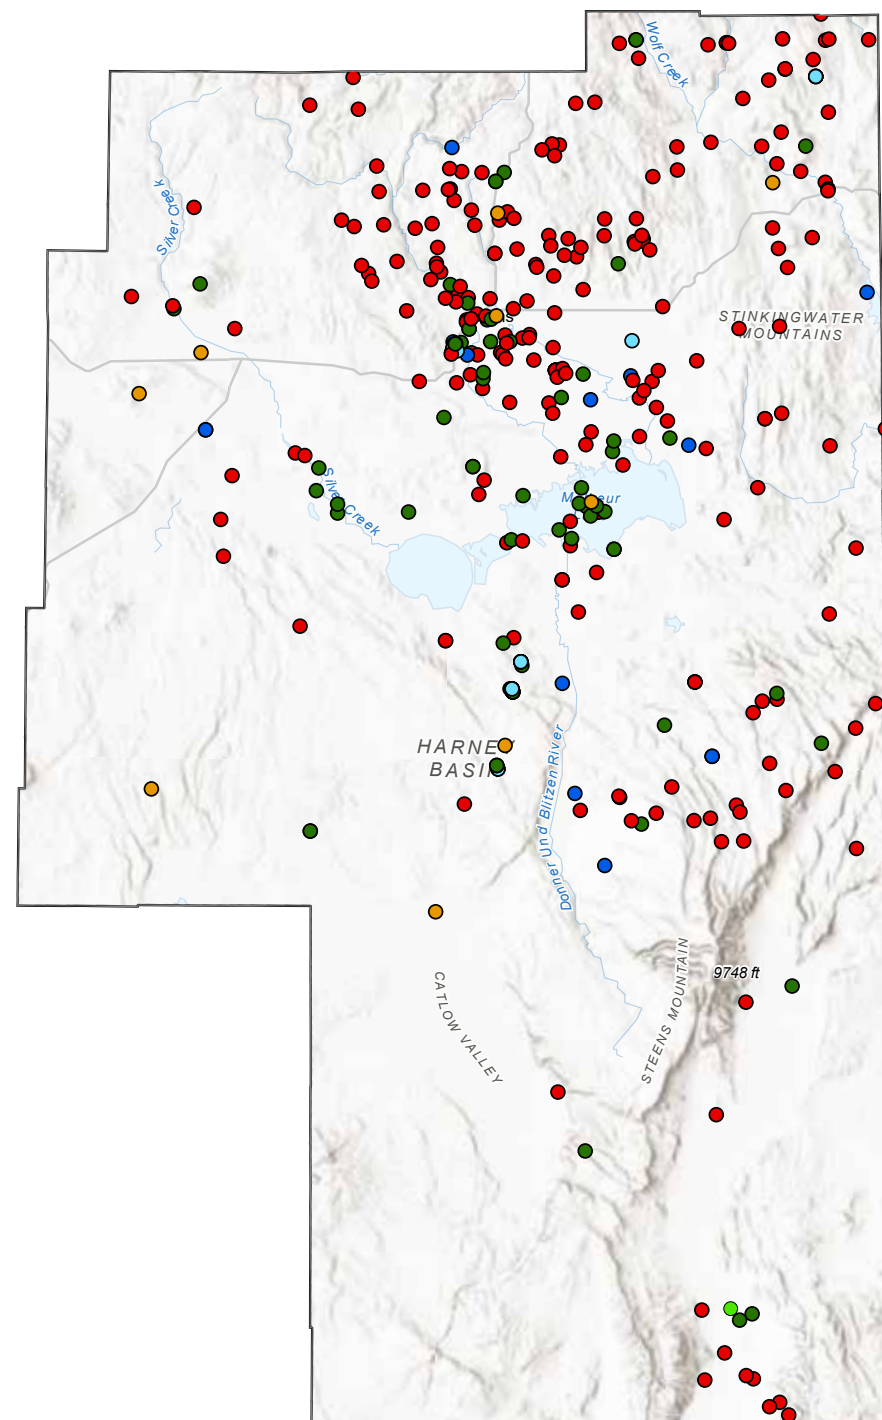 Wolf Creek
Silver Creek
STINKINGWATER
MOUNTAINS
Silver Creek
HARNEY
BASIN
Donner Und Blitzen River
9748 ft
CATLOW VALLEY
STEENS MOUNTAIN